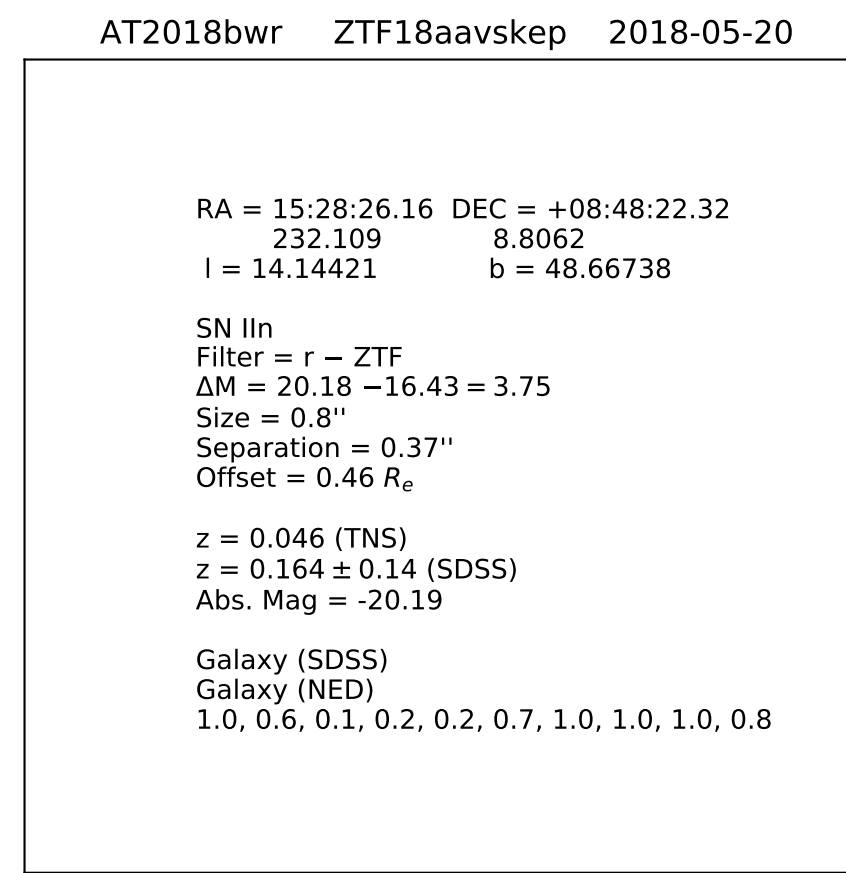 AT2018bwr ZTF18aavskep 2018-05-20
RA = 15:28:26.16 DEC = +08:48:22.32
232.109 8.8062
l = 14.14421 b = 48.66738
SN IIn
Filter = r − ZTF
ΔM = 20.18 −16.43 = 3.75
Size = 0.8''
Separation = 0.37''
Offset = 0.46 Rₑ
z = 0.046 (TNS)
z = 0.164 ± 0.14 (SDSS)
Abs. Mag = -20.19
Galaxy (SDSS)
Galaxy (NED)
1.0, 0.6, 0.1, 0.2, 0.2, 0.7, 1.0, 1.0, 1.0, 0.8